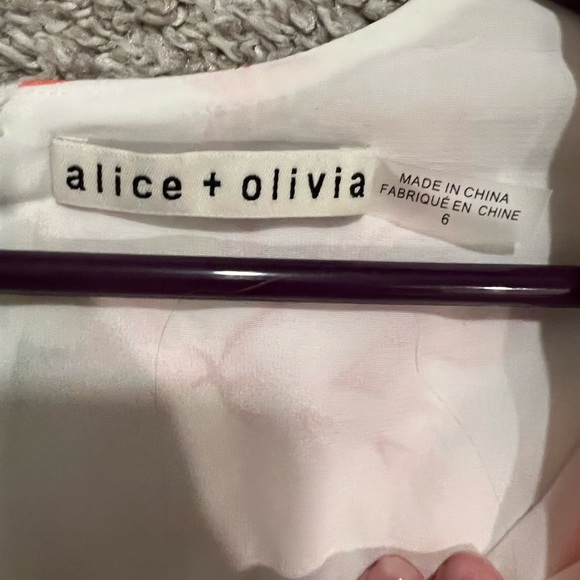 alice + olivia
MADE IN CHINA
FABRIQUÉ EN CHINE
6